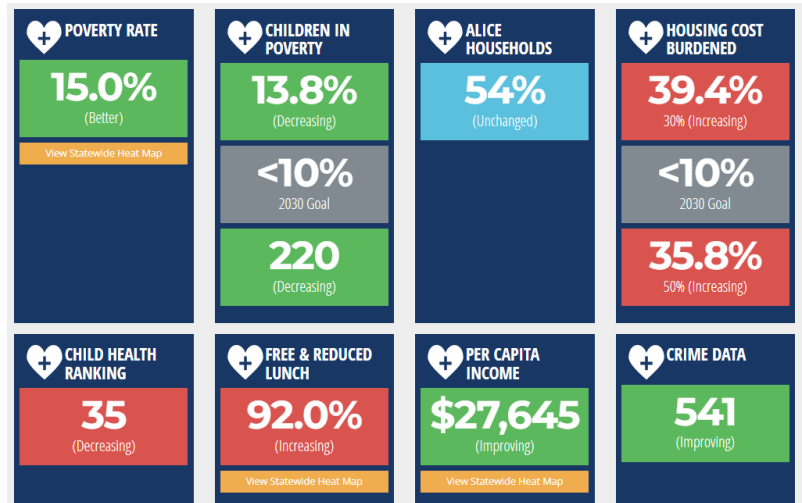 POVERTY RATE
15.0%
(Better)
View Statewide Heat Map
CHILDREN IN
POVERTY
13.8%
(Decreasing)
<10%
2030 Goal
220
(Decreasing)
ALICE
HOUSEHOLDS
54%
(Unchanged)
HOUSING COST
BURDENED
39.4%
30% (Increasing)
<10%
2030 Goal
35.8%
50% (Increasing)
CHILD HEALTH
RANKING
35
(Decreasing)
FREE & REDUCED
LUNCH
92.0%
(Increasing)
View Statewide Heat Map
PER CAPITA
INCOME
$27,645
(Improving)
View Statewide Heat Map
CRIME DATA
541
(Improving)